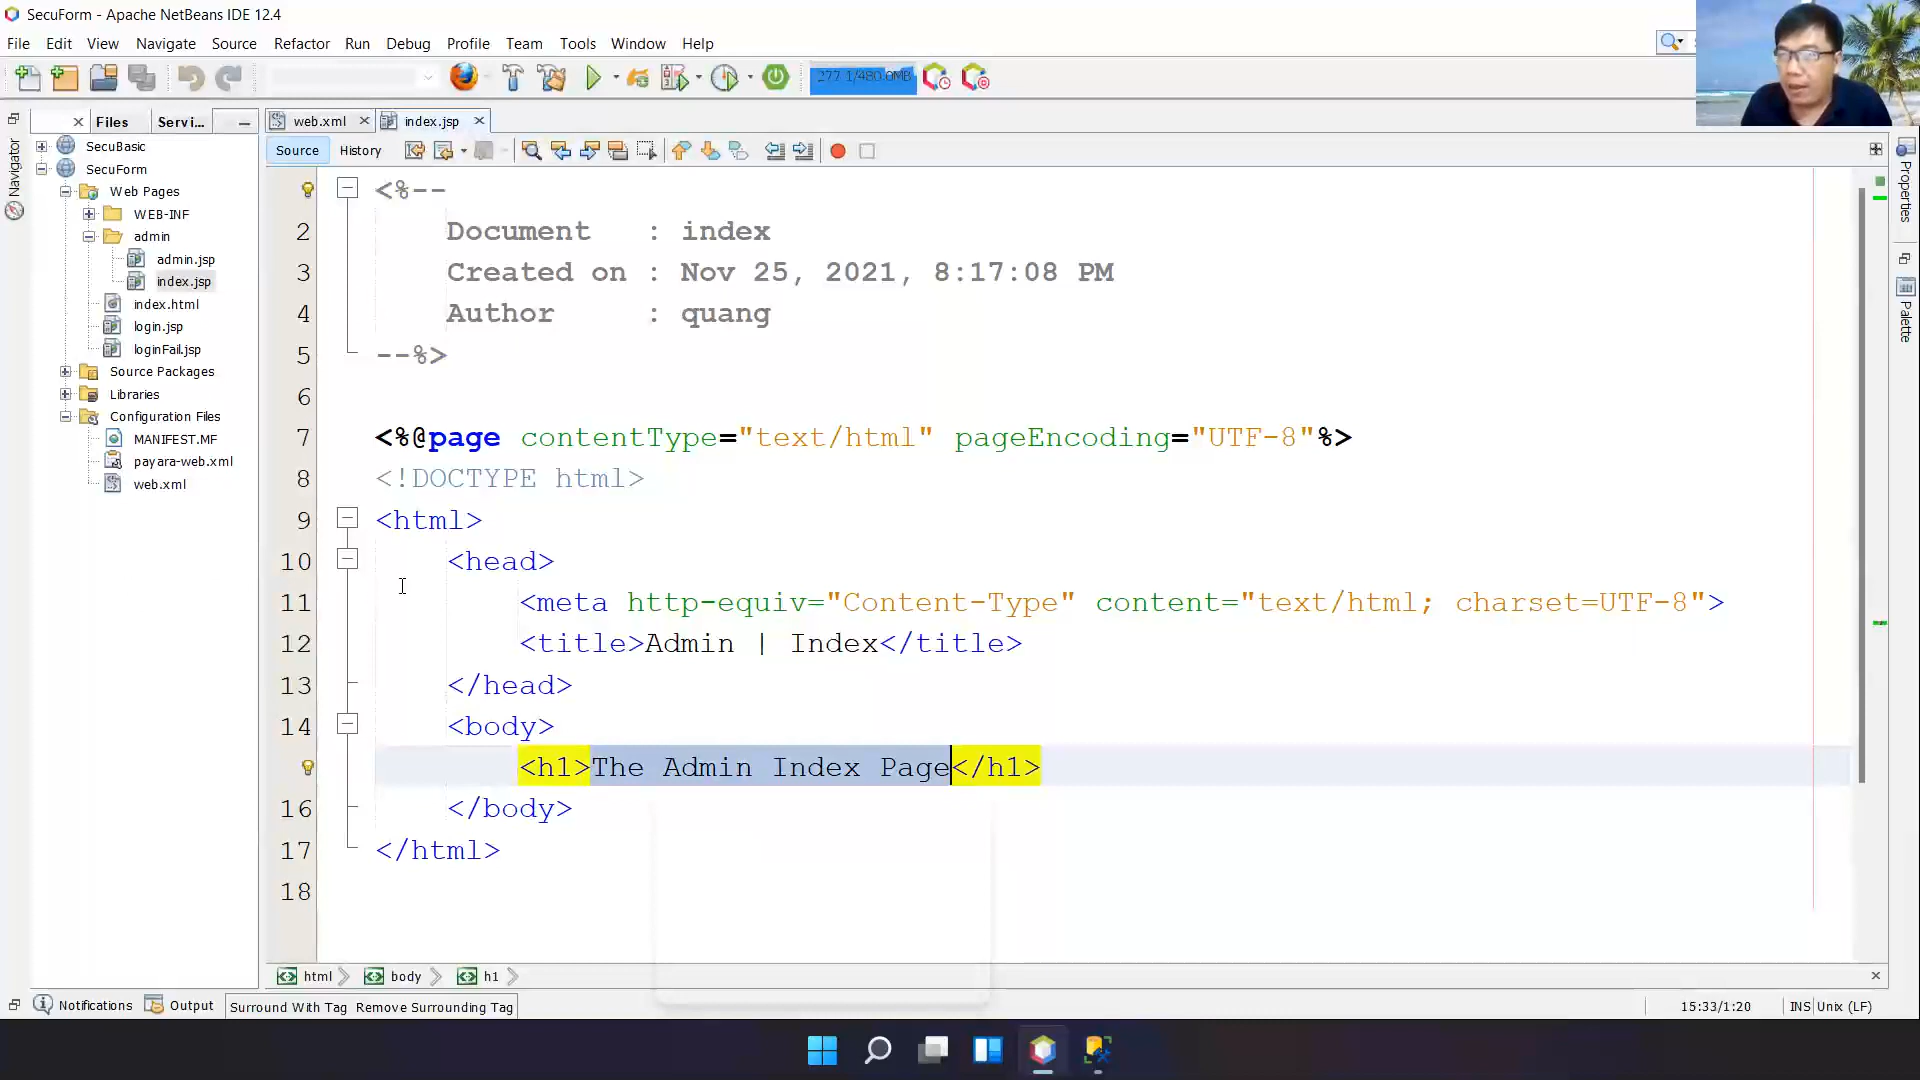 SecuForm - Apache NetBeans IDE 12.4
File Edit View Navigate Source Refactor Run Debug Profile Team Tools Window Help
Files Servi...
web.xml index.jsp
Source History
Navigator
SecuBasic
SecuForm
Web Pages
WEB-INF
admin
admin.jsp
index.jsp
index.html
login.jsp
loginFail.jsp
Source Packages
Libraries
Configuration Files
MANIFEST.MF
payara-web.xml
web.xml
<%--
2 Document : index
3 Created on : Nov 25, 2021, 8:17:08 PM
4 Author : quang
5 --%>
6
7 <%@page contentType="text/html" pageEncoding="UTF-8"%>
8 <!DOCTYPE html>
9 <html>
10 <head>
11 <meta http-equiv="Content-Type" content="text/html; charset=UTF-8">
12 <title>Admin | Index</title>
13 </head>
14 <body>
<h1>The Admin Index Page</h1>
16 </body>
17 </html>
18
Properties
Palette
html body h1
Notifications Output Surround With Tag Remove Surrounding Tag
15:33/1:20 INS Unix (LF)